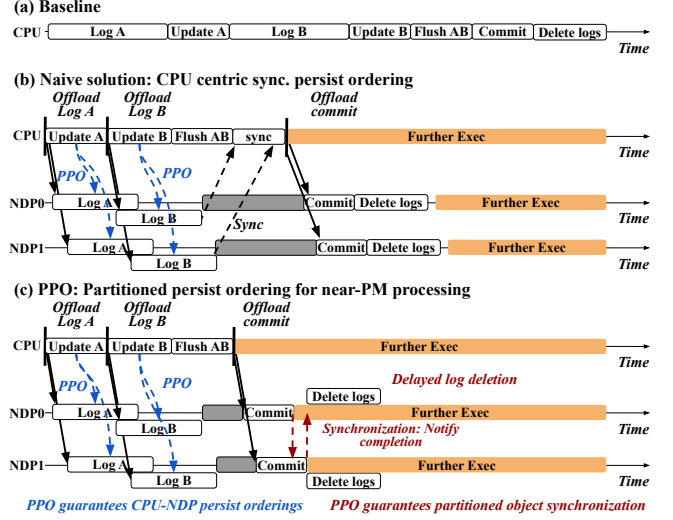 (a) Baseline
CPU Log A Update A Log B Update B Flush AB Commit Delete logs
Time
(b) Naive solution: CPU centric sync. persist ordering
Offload Log A
Offload Log B
Offload commit
CPU Update A Update B Flush AB sync Further Exec
Time
PPO PPO
NDP0 Log A Commit Delete logs Further Exec
Log B
Time
Sync
NDP1 Log A Commit Delete logs Further Exec
Log B
Time
(c) PPO: Partitioned persist ordering for near-PM processing
Offload Log A
Offload Log B
Offload commit
CPU Update A Update B Flush AB Further Exec
Time
PPO PPO
Delayed log deletion
Delete logs
NDP0 Log A Commit Further Exec
Log B
Time
Synchronization: Notify
completion
NDP1 Log A Commit Further Exec
Log B Delete logs
Time
PPO guarantees CPU-NDP persist orderings PPO guarantees partitioned object synchronization